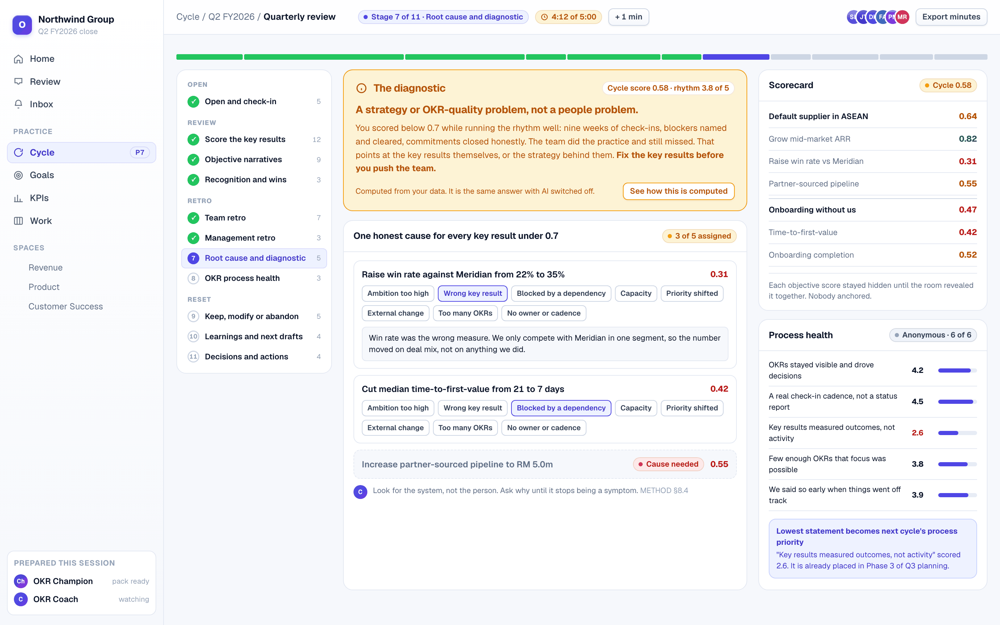 O
Northwind Group
Q2 FY2026 close
Home
Review
Inbox
PRACTICE
Cycle
P7
Goals
KPIs
Work
SPACES
Revenue
Product
Customer Success
PREPARED THIS SESSION
Ch OKR Champion pack ready
C OKR Coach watching
Cycle / Q2 FY2026 / Quarterly review
Stage 7 of 11 · Root cause and diagnostic
4:12 of 5:00
+ 1 min
MR
Export minutes
OPEN
Open and check-in 5
REVIEW
Score the key results 12
Objective narratives 9
Recognition and wins 3
RETRO
Team retro 7
Management retro 3
7 Root cause and diagnostic 5
8 OKR process health 3
RESET
9 Keep, modify or abandon 5
10 Learnings and next drafts 4
11 Decisions and actions 4
The diagnostic
Cycle score 0.58 · rhythm 3.8 of 5
A strategy or OKR-quality problem, not a people problem.
You scored below 0.7 while running the rhythm well: nine weeks of check-ins, blockers named
and cleared, commitments closed honestly. The team did the practice and still missed. That
points at the key results themselves, or the strategy behind them. Fix the key results before
you push the team.
Computed from your data. It is the same answer with AI switched off.
See how this is computed
One honest cause for every key result under 0.7
3 of 5 assigned
Raise win rate against Meridian from 22% to 35% 0.31
Ambition too high Wrong key result Blocked by a dependency Capacity Priority shifted
External change Too many OKRs No owner or cadence
Win rate was the wrong measure. We only compete with Meridian in one segment, so the number
moved on deal mix, not on anything we did.
Cut median time-to-first-value from 21 to 7 days 0.42
Ambition too high Wrong key result Blocked by a dependency Capacity Priority shifted
External change Too many OKRs No owner or cadence
Increase partner-sourced pipeline to RM 5.0m Cause needed 0.55
C Look for the system, not the person. Ask why until it stops being a symptom. METHOD §8.4
Scorecard
Cycle 0.58
Default supplier in ASEAN 0.64
Grow mid-market ARR 0.82
Raise win rate vs Meridian 0.31
Partner-sourced pipeline 0.55
Onboarding without us 0.47
Time-to-first-value 0.42
Onboarding completion 0.52
Each objective score stayed hidden until the room revealed
it together. Nobody anchored.
Process health
Anonymous · 6 of 6
OKRs stayed visible and drove
decisions
4.2
A real check-in cadence, not a status
report
4.5
Key results measured outcomes, not
activity
2.6
Few enough OKRs that focus was
possible
3.8
We said so early when things went off
track
3.9
Lowest statement becomes next cycle's process
priority
"Key results measured outcomes, not activity" scored
2.6. It is already placed in Phase 3 of Q3 planning.